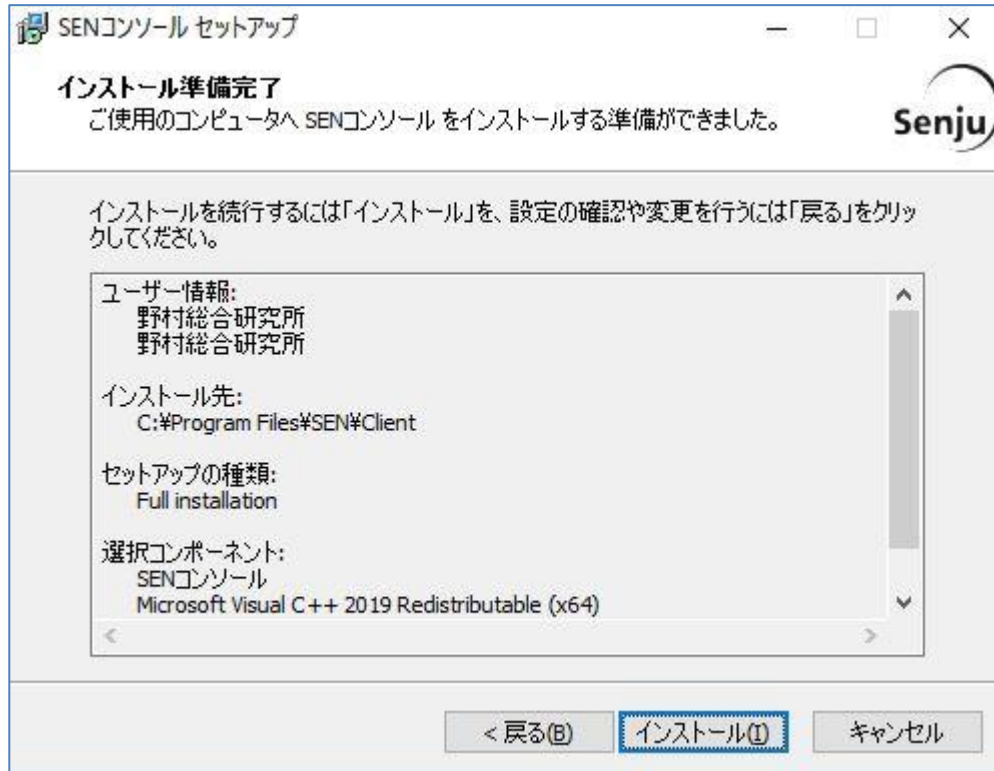 SENコンソール セットアップ
インストール準備完了
ご使用のコンピュータへ SENコンソール をインストールする準備ができました。
Senju
インストールを続行するには「インストール」を、設定の確認や変更を行うには「戻る」をクリッ
クしてください。
ユーザー情報:
野村総合研究所
野村総合研究所
インストール先:
C:¥Program Files¥SEN¥Client
セットアップの種類:
Full installation
選択コンポーネント:
SENコンソール
Microsoft Visual C++ 2019 Redistributable (x64)
< 戻る(B)
インストール(I)
キャンセル